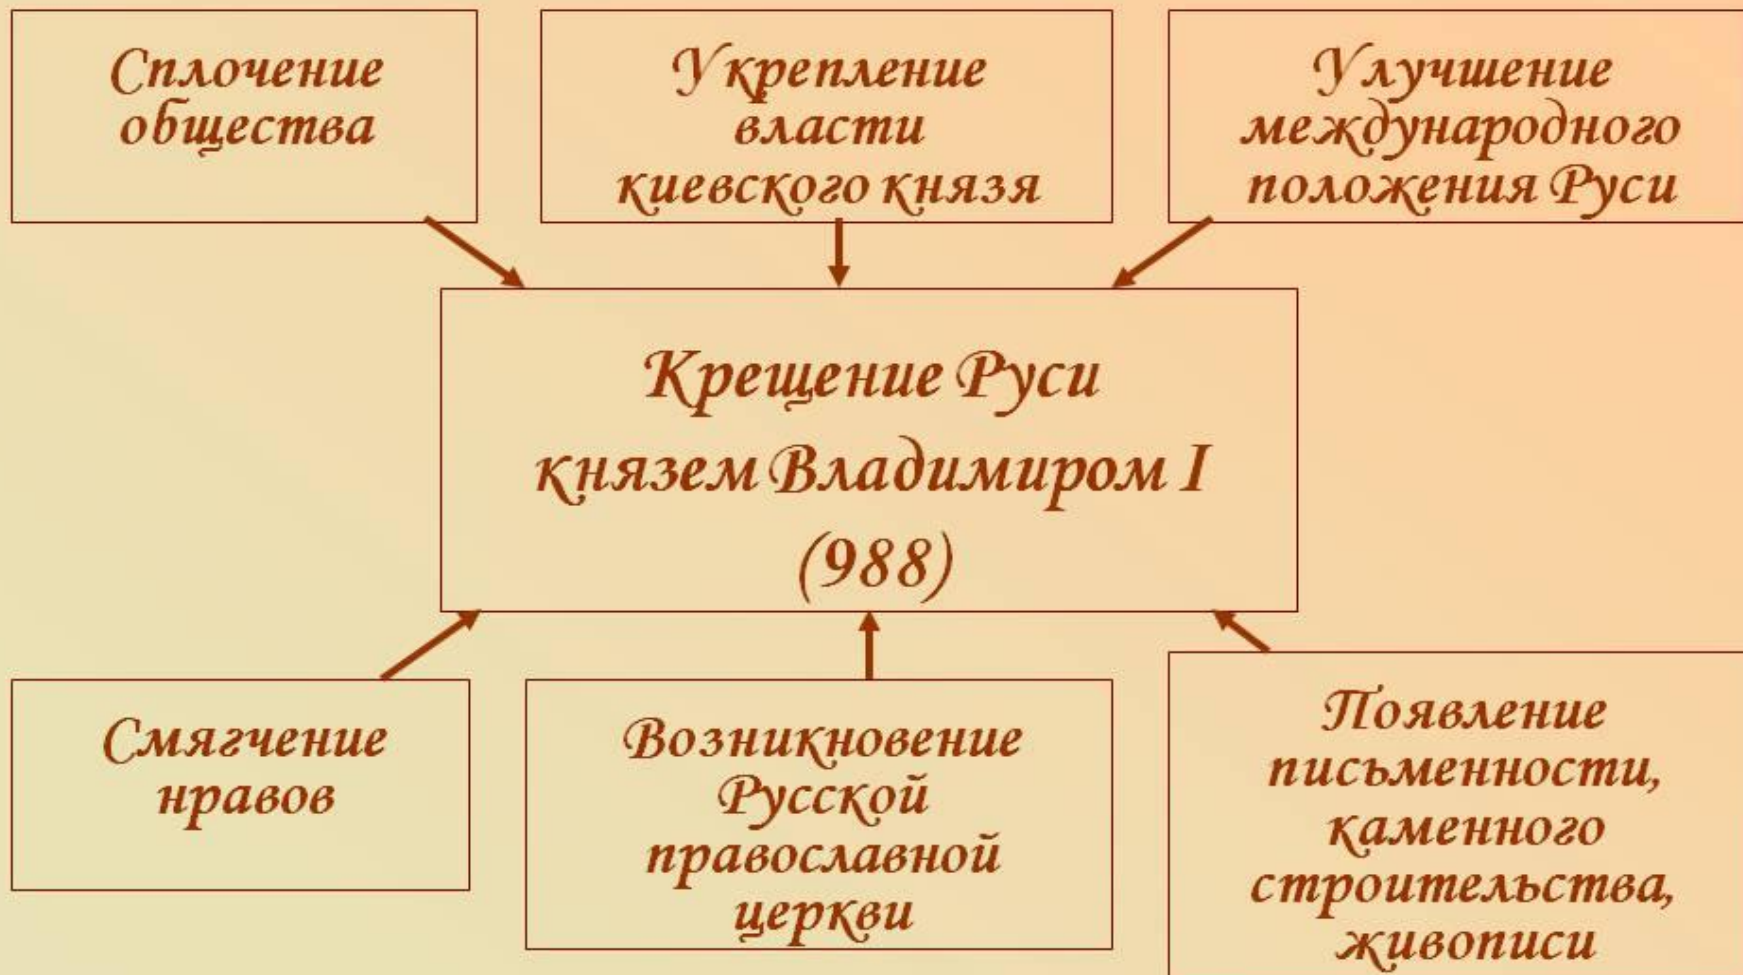 Сплочение
общества
Укрепление
власти
киевского князя
Улучшение
международного
положения Руси
Крещение Руси
князем Владимиром I
(988)
Смягчение
нравов
Возникновение
Русской
православной
церкви
Появление
письменности,
каменного
строительства,
живописи